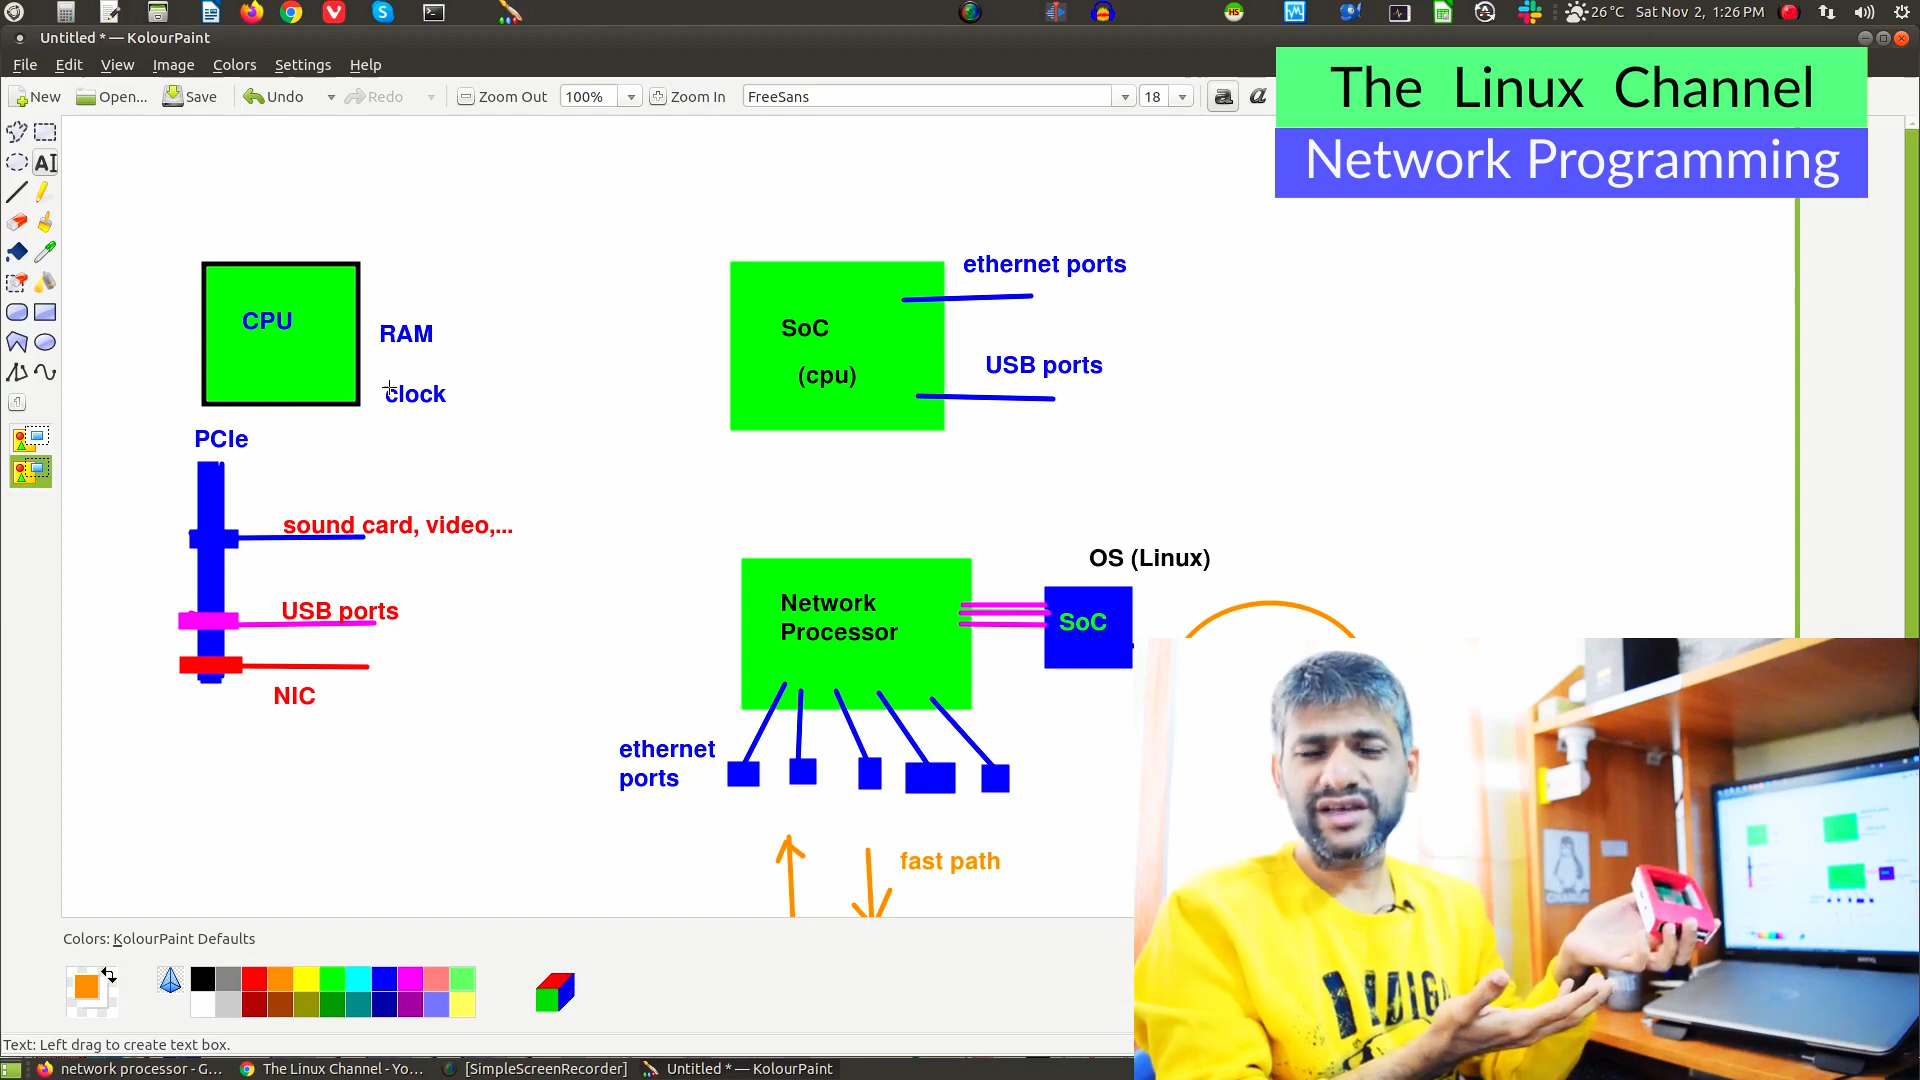 26°C Sat Nov 2, 1:26 PM
Untitled * — KolourPaint
File Edit View Image Colors Settings Help
New Open... Save Undo Redo Zoom Out 100% Zoom In FreeSans 18 a a
The Linux Channel
Network Programming
AI
CPU
RAM
clock
PCIe
sound card, video,...
USB ports
NIC
ethernet ports
SoC
(cpu)
USB ports
OS (Linux)
Network
Processor
SoC
ethernet
ports
fast path
Colors: KolourPaint Defaults
Text: Left drag to create text box.
network processor - G... The Linux Channel - Yo... [SimpleScreenRecorder] Untitled * — KolourPaint